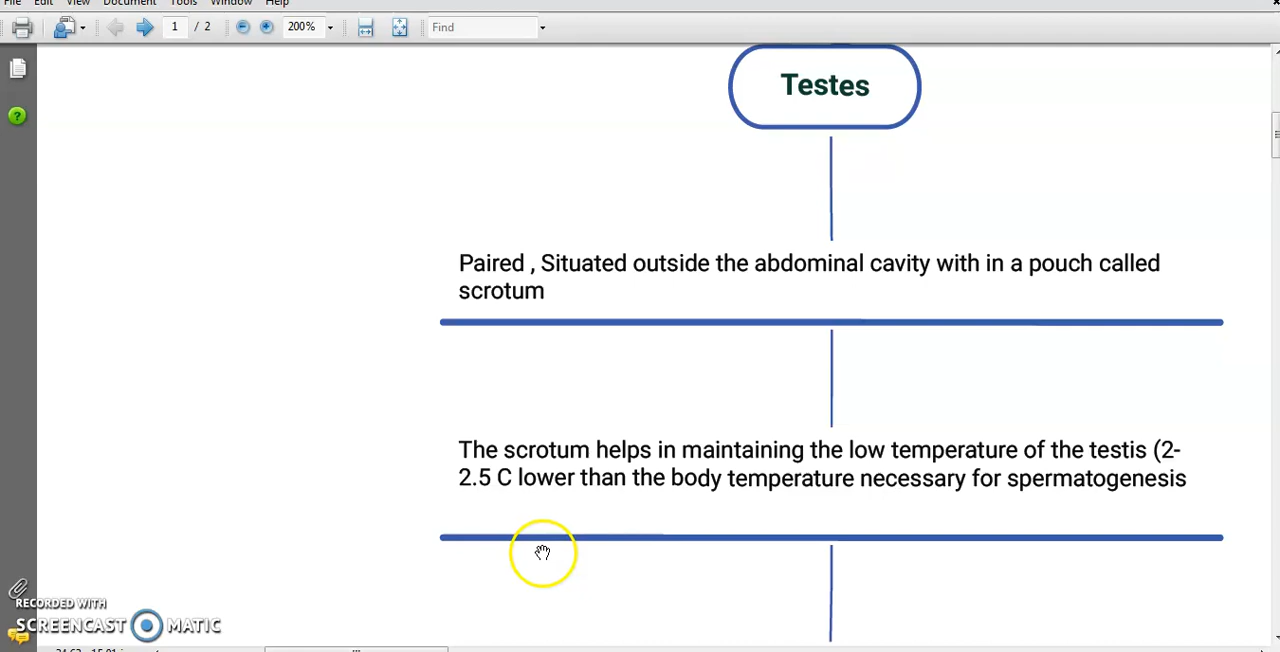 File Edit View Document Tools Window Help
1 / 2 200% Find
Testes
Paired , Situated outside the abdominal cavity with in a pouch called
scrotum
The scrotum helps in maintaining the low temperature of the testis (2-
2.5 C lower than the body temperature necessary for spermatogenesis
RECORDED WITH
SCREENCAST MATIC